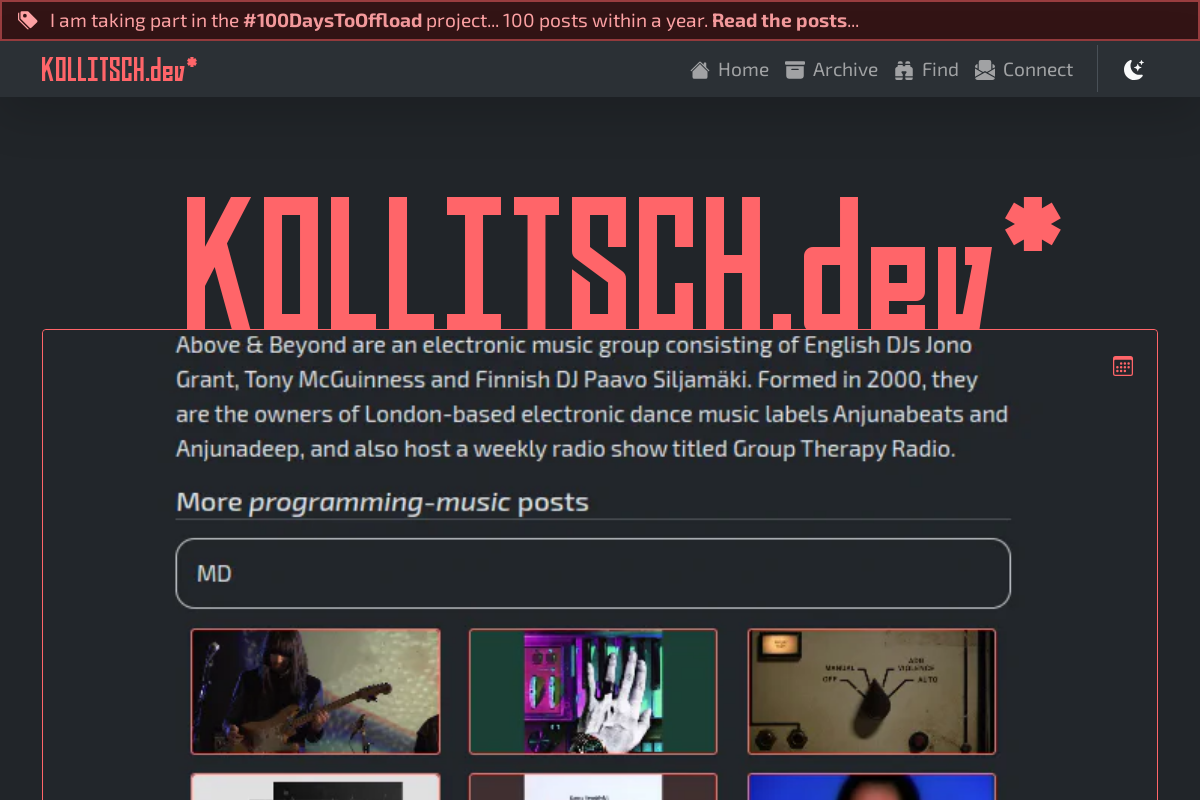 I am taking part in the #100DaysToOffload project... 100 posts within a year. Read the posts...
KOLLITSCH.dev*
Home
Archive
Find
Connect
KOLLITSCH.dev*
Above & Beyond are an electronic music group consisting of English DJs Jono
Grant, Tony McGuinness and Finnish DJ Paavo Siljamäki. Formed in 2000, they
are the owners of London-based electronic dance music labels Anjunabeats and
Anjunadeep, and also host a weekly radio show titled Group Therapy Radio.
More programming-music posts
MD
MANUAL
OFF
VIOLENCE
AUTO